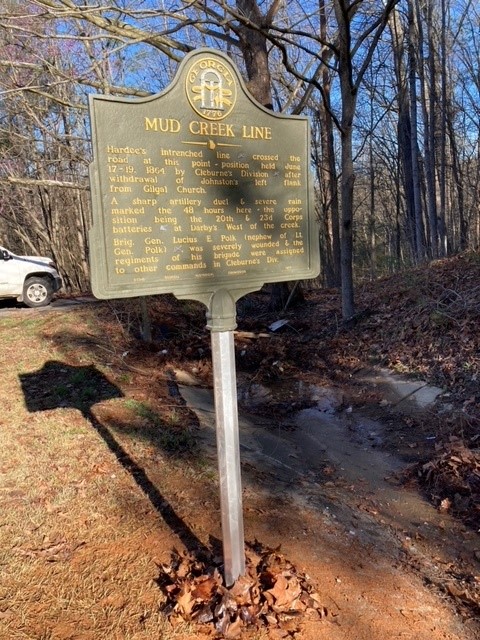 GEORGIA
1776
MUD CREEK LINE
Hardee's intrenched line crossed the
road at this point - position held June
17-19, 1864 by Cleburne's Division after
withdrawal of Johnston's left flank
from Gilgal Church.
A sharp artillery duel & severe rain
marked the 48 hours here - the oppo-
sition being the 20th & 23d Corps
batteries at Darby's West of the creek.
Brig. Gen. Lucius E. Polk (nephew of Lt.
Gen. Polk) was severely wounded & the
regiments of his brigade were assigned
to other commands in Cleburne's Div.